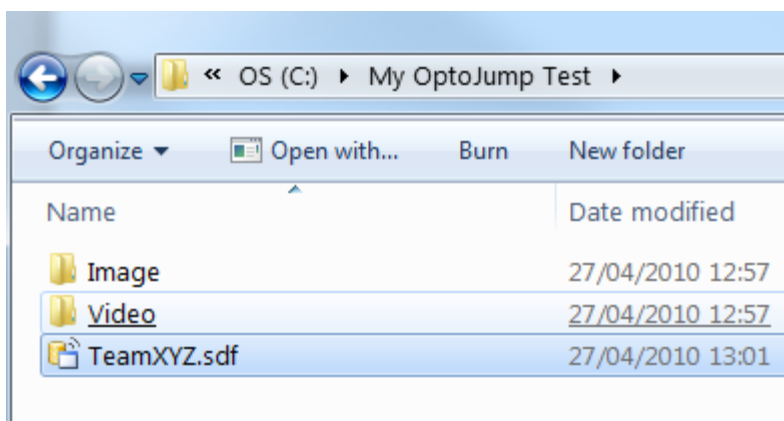 « OS (C:) ▸ My OptoJump Test ▸
Organize ▾ Open with... Burn New folder
Name Date modified
Image 27/04/2010 12:57
Video 27/04/2010 12:57
TeamXYZ.sdf 27/04/2010 13:01